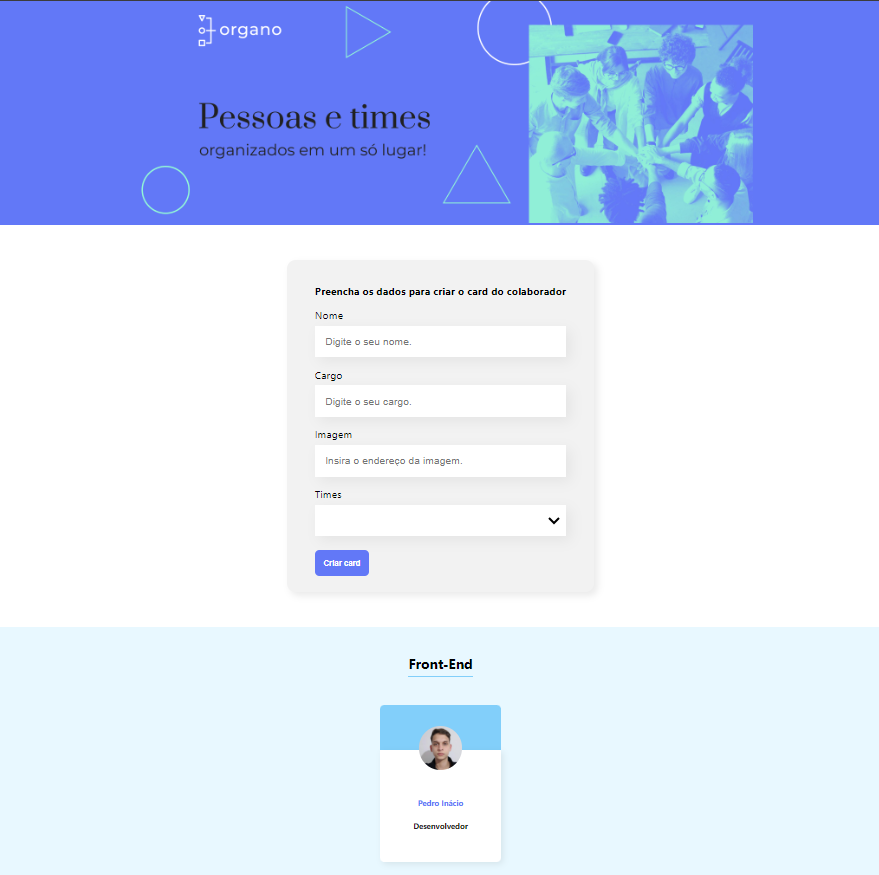 organo
Pessoas e times
organizados em um só lugar!
Preencha os dados para criar o card do colaborador
Nome
Digite o seu nome.
Cargo
Digite o seu cargo.
Imagem
Insira o endereço da imagem.
Times
Criar card
Front-End
Pedro Inácio
Desenvolvedor